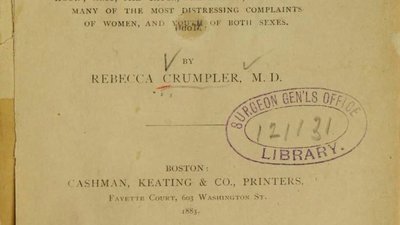 MANY OF THE MOST DISTRESSING COMPLAINTS
OF WOMEN, AND YOUTH OF BOTH SEXES.
BY
REBECCA CRUMPLER, M. D.
SURGEON GEN'LS OFFICE
121131
LIBRARY.
BOSTON:
CASHMAN, KEATING & CO., PRINTERS,
FAYETTE COURT, 603 WASHINGTON ST.
1883.